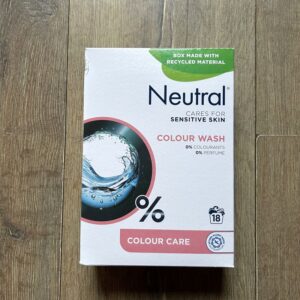 BOX MADE WITH
RECYCLED MATERIAL
Neutral
CARES FOR
SENSITIVE SKIN
COLOUR WASH
0% COLOURANTS
0% PERFUME
%
18
COLOUR CARE